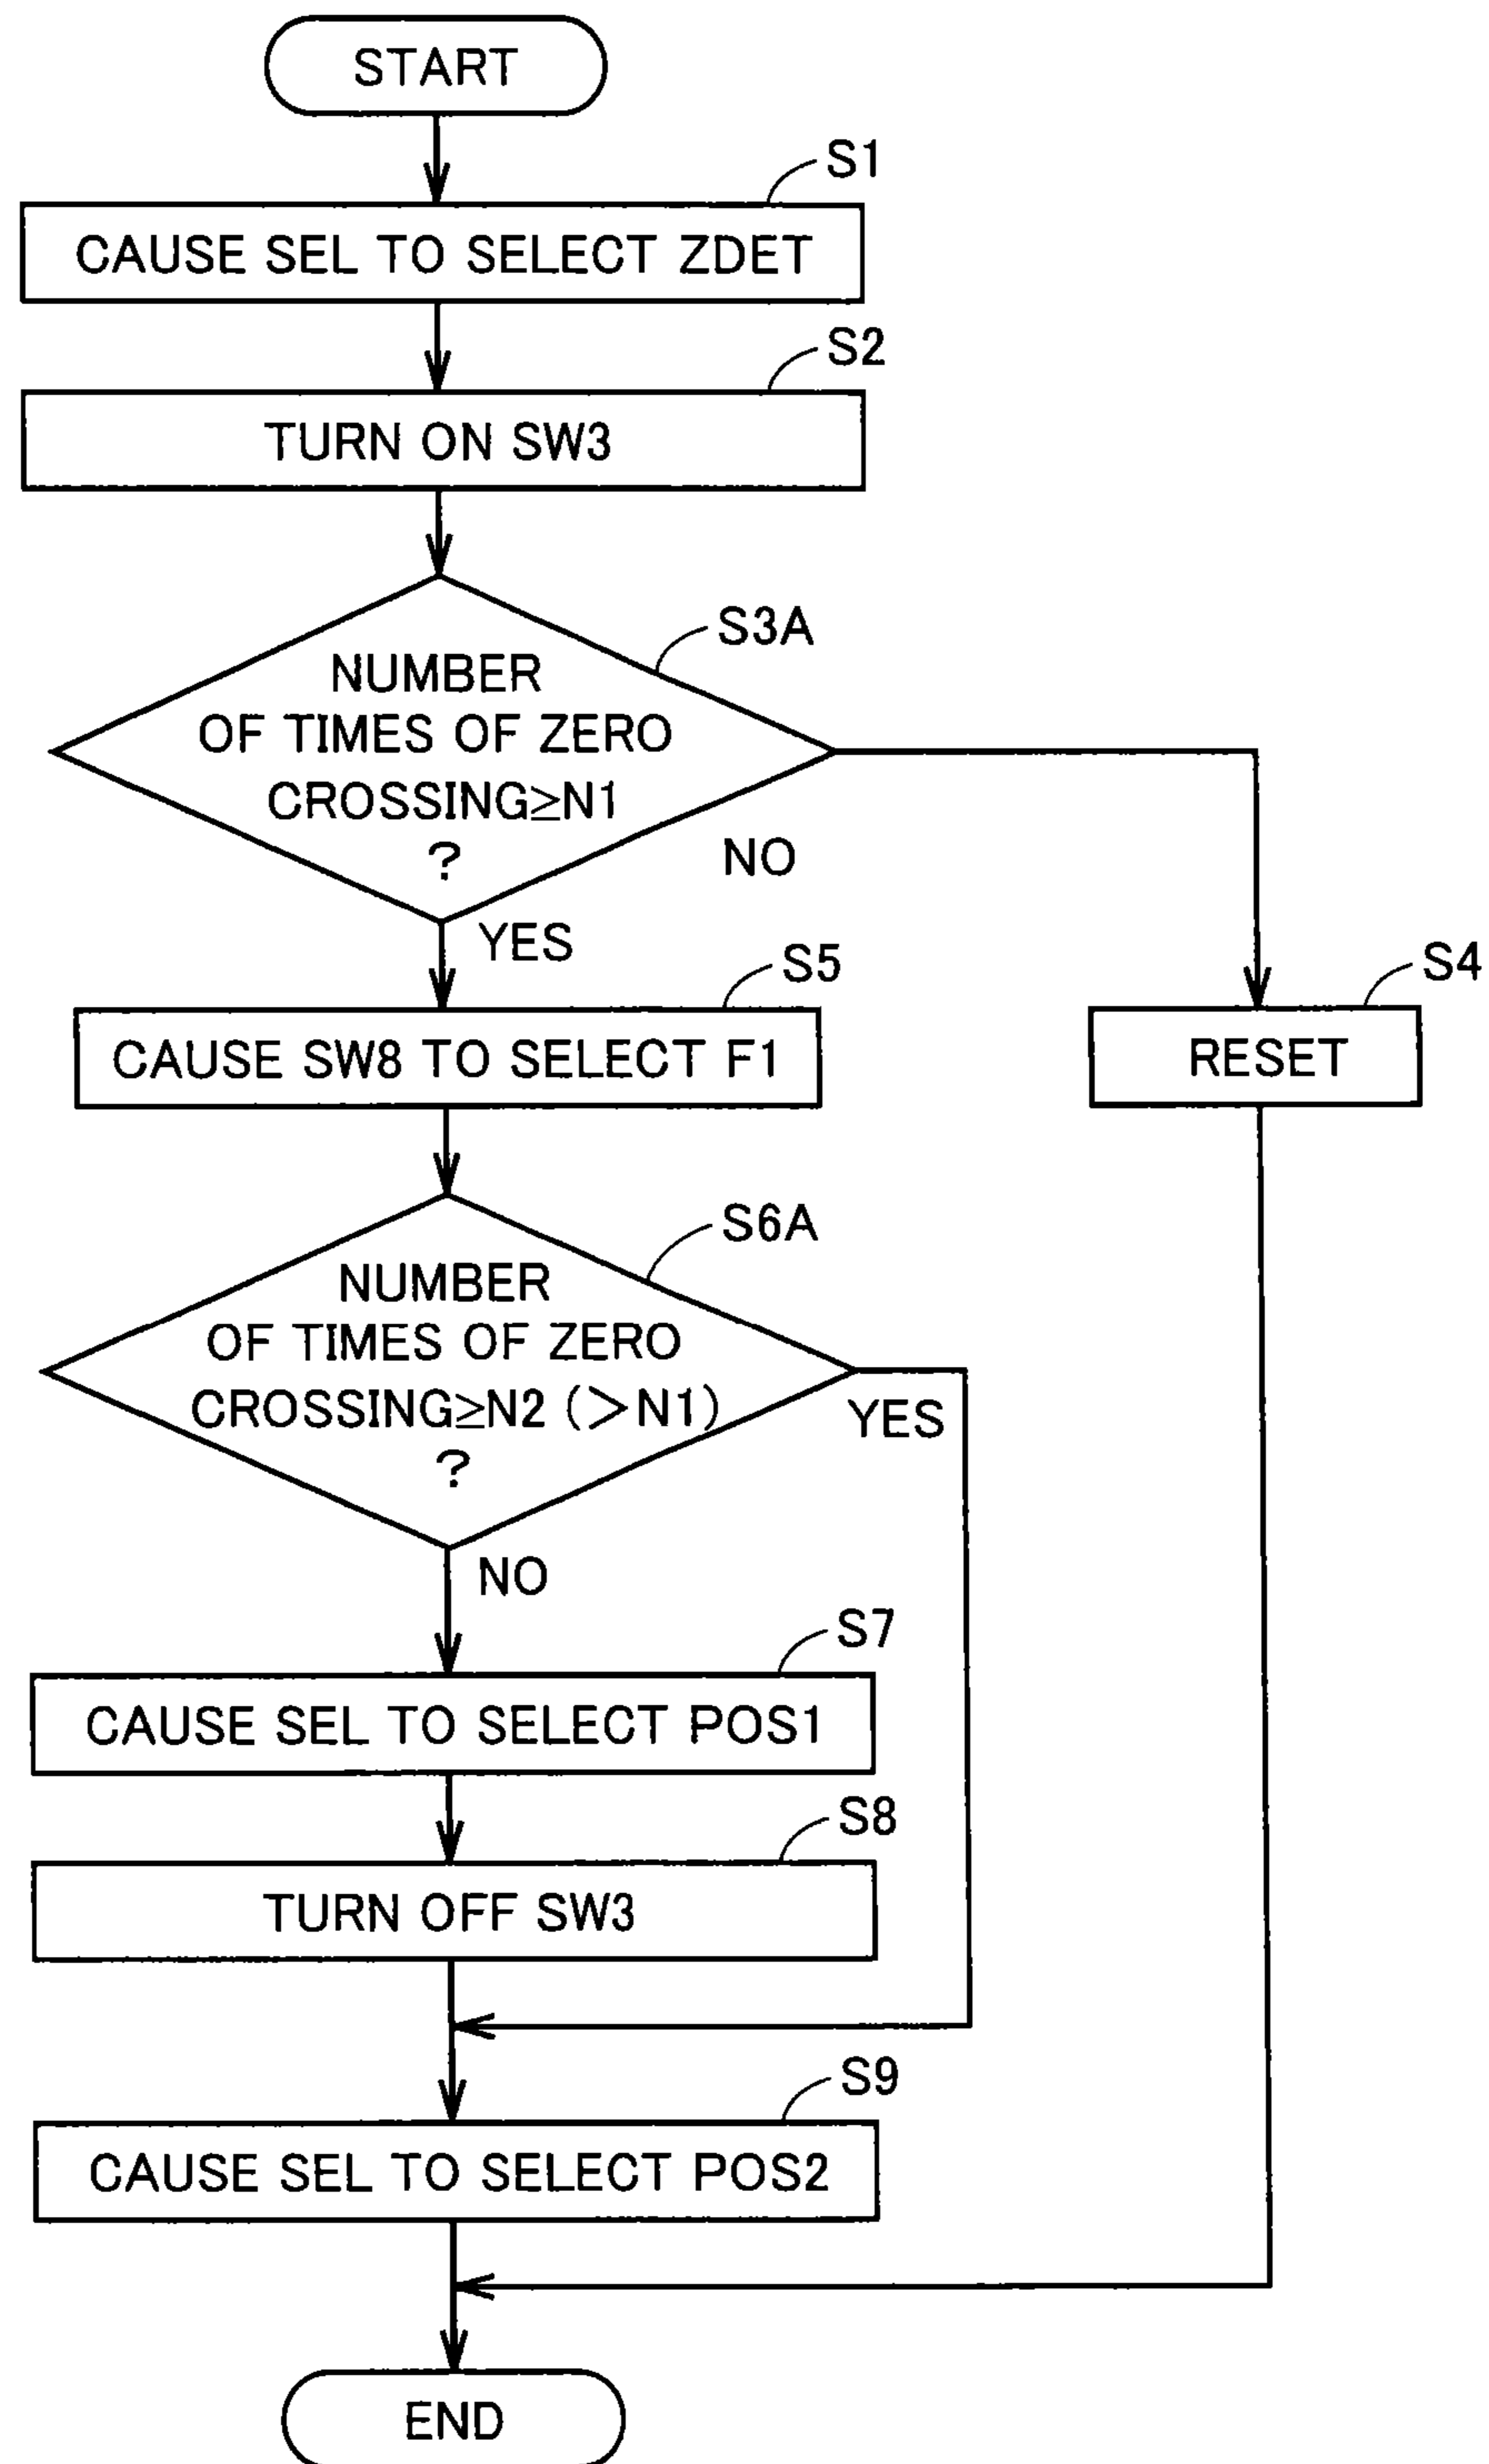 START
S1
CAUSE SEL TO SELECT ZDET
S2
TURN ON SW3
S3A
NUMBER
OF TIMES OF ZERO
CROSSING≧N1
?
NO
YES
S5
CAUSE SW8 TO SELECT F1
S4
RESET
S6A
NUMBER
OF TIMES OF ZERO
CROSSING≧N2 (>N1)
?
YES
NO
S7
CAUSE SEL TO SELECT POS1
S8
TURN OFF SW3
S9
CAUSE SEL TO SELECT POS2
END